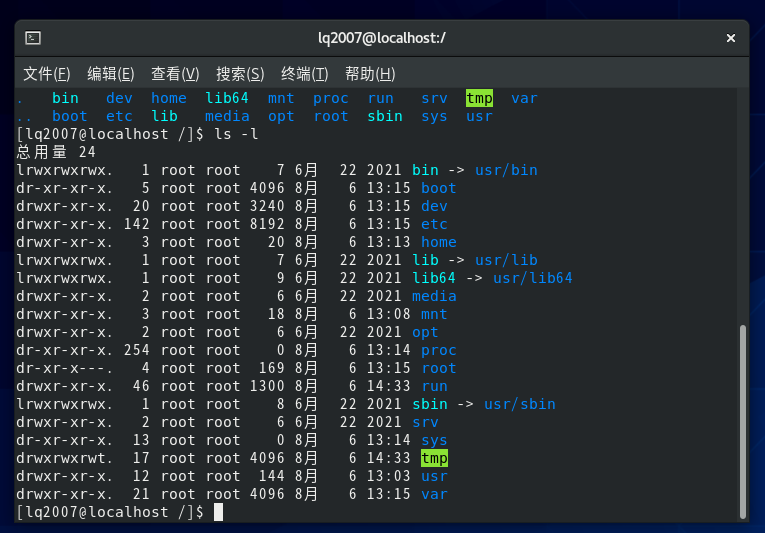 lq2007@localhost:/
文件(F) 编辑(E) 查看(V) 搜索(S) 终端(T) 帮助(H)
.   bin   dev  home  lib64  mnt  proc  run   srv  tmp  var
..  boot  etc  lib   media  opt  root  sbin  sys  usr
[lq2007@localhost /]$ ls -l
总用量 24
lrwxrwxrwx.   1 root root    7 6月  22 2021 bin -> usr/bin
dr-xr-xr-x.   5 root root 4096 8月   6 13:15 boot
drwxr-xr-x.  20 root root 3240 8月   6 13:15 dev
drwxr-xr-x. 142 root root 8192 8月   6 13:15 etc
drwxr-xr-x.   3 root root   20 8月   6 13:13 home
lrwxrwxrwx.   1 root root    7 6月  22 2021 lib -> usr/lib
lrwxrwxrwx.   1 root root    9 6月  22 2021 lib64 -> usr/lib64
drwxr-xr-x.   2 root root    6 6月  22 2021 media
drwxr-xr-x.   3 root root   18 8月   6 13:08 mnt
drwxr-xr-x.   2 root root    6 6月  22 2021 opt
dr-xr-xr-x. 254 root root    0 8月   6 13:14 proc
dr-xr-x---.   4 root root  169 8月   6 13:15 root
drwxr-xr-x.  46 root root 1300 8月   6 14:33 run
lrwxrwxrwx.   1 root root    8 6月  22 2021 sbin -> usr/sbin
drwxr-xr-x.   2 root root    6 6月  22 2021 srv
dr-xr-xr-x.  13 root root    0 8月   6 13:14 sys
drwxrwxrwt.  17 root root 4096 8月   6 14:33 tmp
drwxr-xr-x.  12 root root  144 8月   6 13:03 usr
drwxr-xr-x.  21 root root 4096 8月   6 13:15 var
[lq2007@localhost /]$